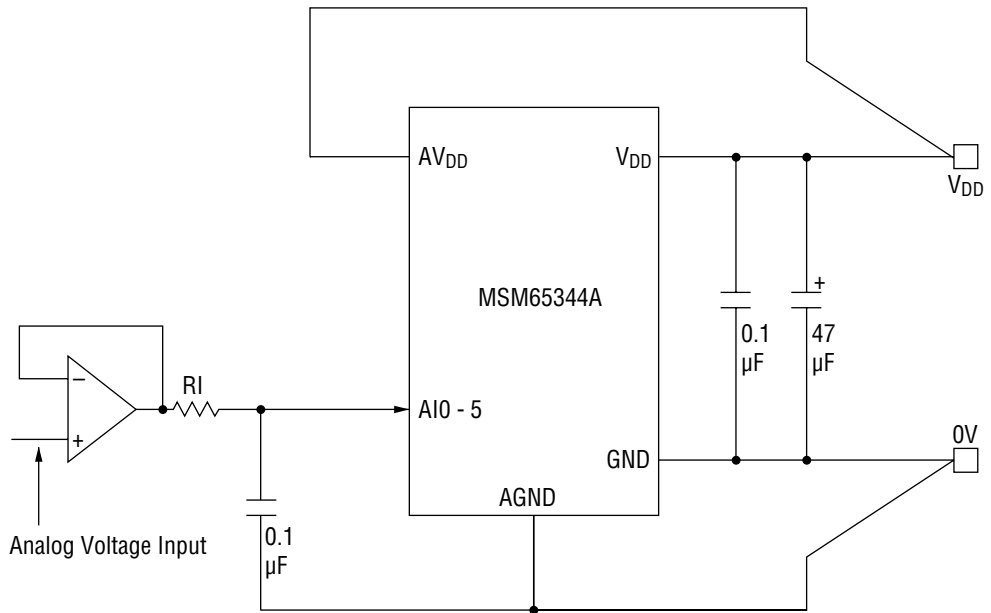 AVDD
VDD
VDD
MSM65344A
0.1
µF
+
47
µF
RI
−
+
AI0 - 5
0V
GND
AGND
0.1
µF
Analog Voltage Input